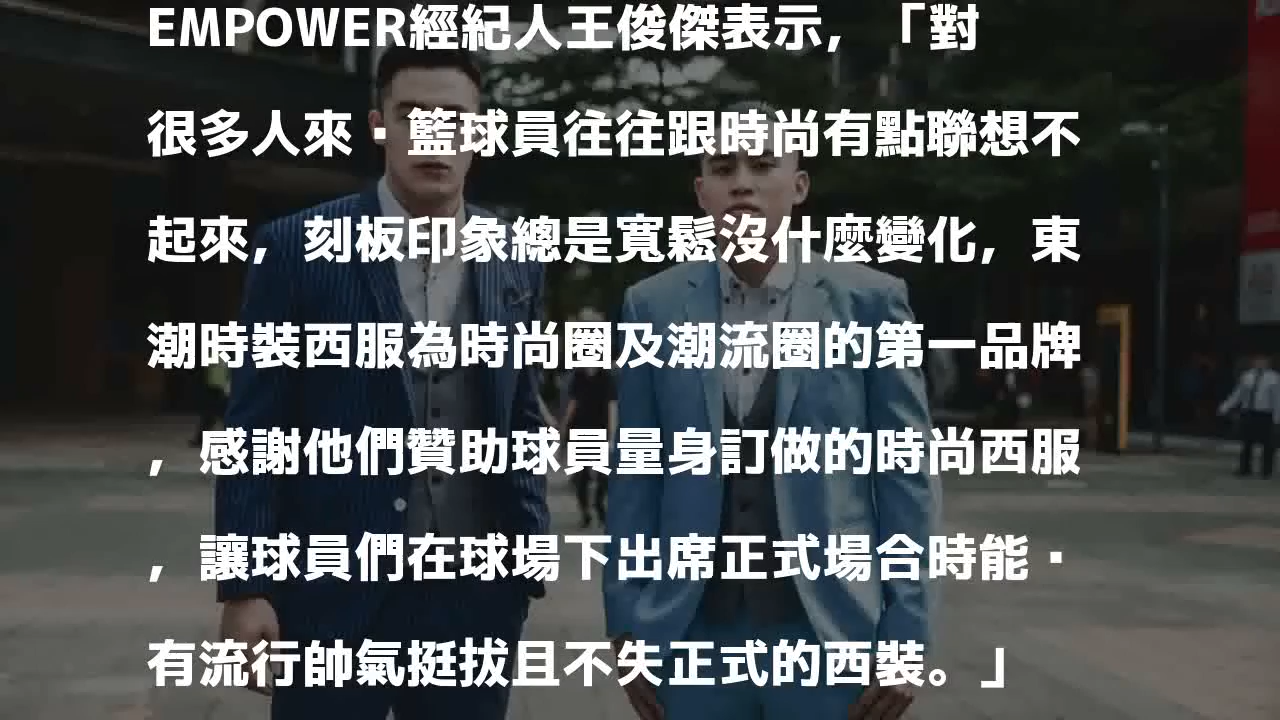 EMPOWER經紀人王俊傑表示，「對
很多人來·籃球員往往跟時尚有點聯想不
起來，刻板印象總是寬鬆沒什麼變化，東
潮時裝西服為時尚圈及潮流圈的第一品牌
，感謝他們贊助球員量身訂做的時尚西服
，讓球員們在球場下出席正式場合時能·
有流行帥氣挺拔且不失正式的西裝。」